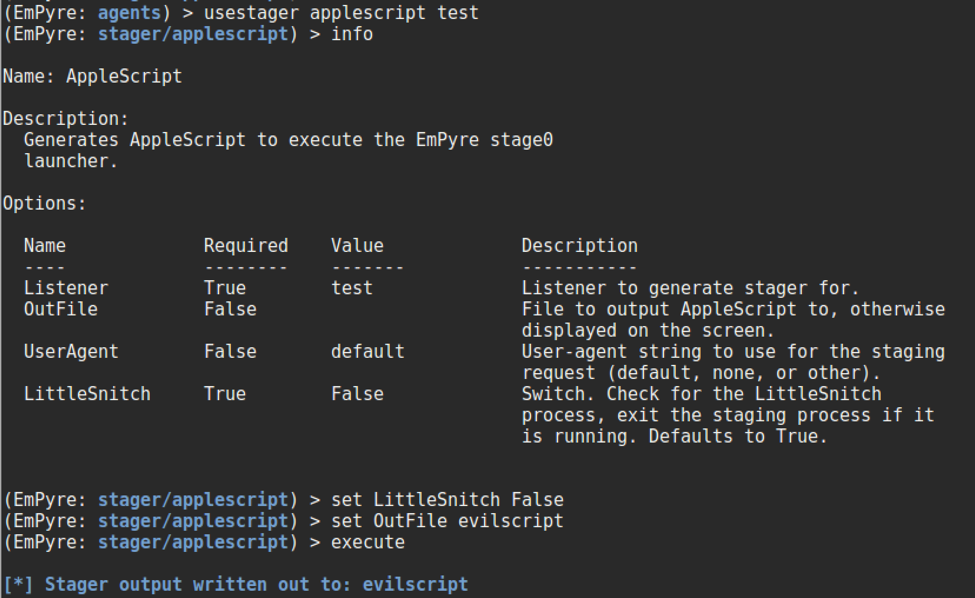 (EmPyre: agents) > usestager applescript test
(EmPyre: stager/applescript) > info
Name: AppleScript
Description:
Generates AppleScript to execute the EmPyre stage0
launcher.
Options:
Name Required Value Description
---- -------- ------- -----------
Listener True test Listener to generate stager for.
OutFile False File to output AppleScript to, otherwise
displayed on the screen.
UserAgent False default User-agent string to use for the staging
request (default, none, or other).
LittleSnitch True False Switch. Check for the LittleSnitch
process, exit the staging process if it
is running. Defaults to True.
(EmPyre: stager/applescript) > set LittleSnitch False
(EmPyre: stager/applescript) > set OutFile evilscript
(EmPyre: stager/applescript) > execute
[*] Stager output written out to: evilscript